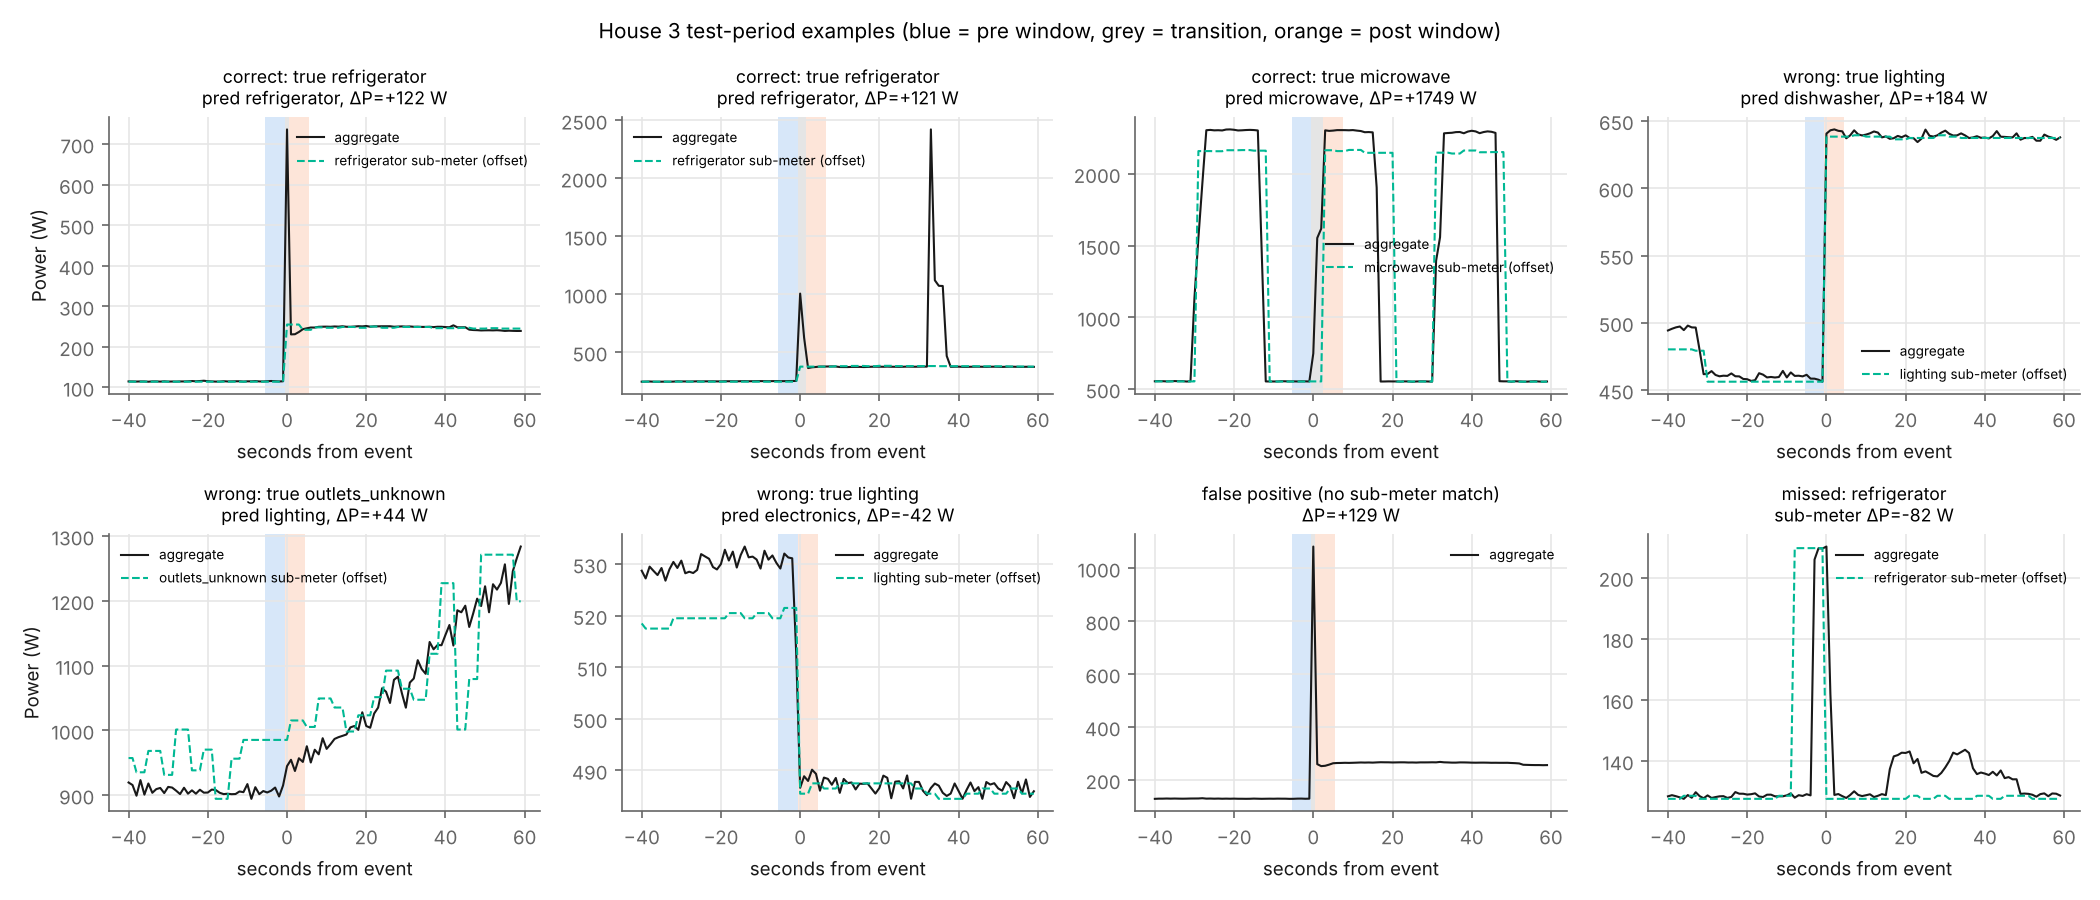 House 3 test-period examples (blue = pre window, grey = transition, orange = post window)
correct: true refrigerator
pred refrigerator, ΔP=+122 W
aggregate
refrigerator sub-meter (offset)
Power (W)
700
600
500
400
300
200
100
−40
−20
0
20
40
60
seconds from event
correct: true refrigerator
pred refrigerator, ΔP=+121 W
aggregate
refrigerator sub-meter (offset)
2500
2000
1500
1000
500
−40
−20
0
20
40
60
seconds from event
correct: true microwave
pred microwave, ΔP=+1749 W
aggregate
microwave sub-meter (offset)
2000
1500
1000
500
−40
−20
0
20
40
60
seconds from event
wrong: true lighting
pred dishwasher, ΔP=+184 W
aggregate
lighting sub-meter (offset)
650
600
550
500
450
−40
−20
0
20
40
60
seconds from event
wrong: true outlets_unknown
pred lighting, ΔP=+44 W
aggregate
outlets_unknown sub-meter (offset)
Power (W)
1300
1200
1100
1000
900
−40
−20
0
20
40
60
seconds from event
wrong: true lighting
pred electronics, ΔP=-42 W
aggregate
lighting sub-meter (offset)
530
520
510
500
490
−40
−20
0
20
40
60
seconds from event
false positive (no sub-meter match)
ΔP=+129 W
aggregate
1000
800
600
400
200
−40
−20
0
20
40
60
seconds from event
missed: refrigerator
sub-meter ΔP=-82 W
aggregate
refrigerator sub-meter (offset)
200
180
160
140
−40
−20
0
20
40
60
seconds from event